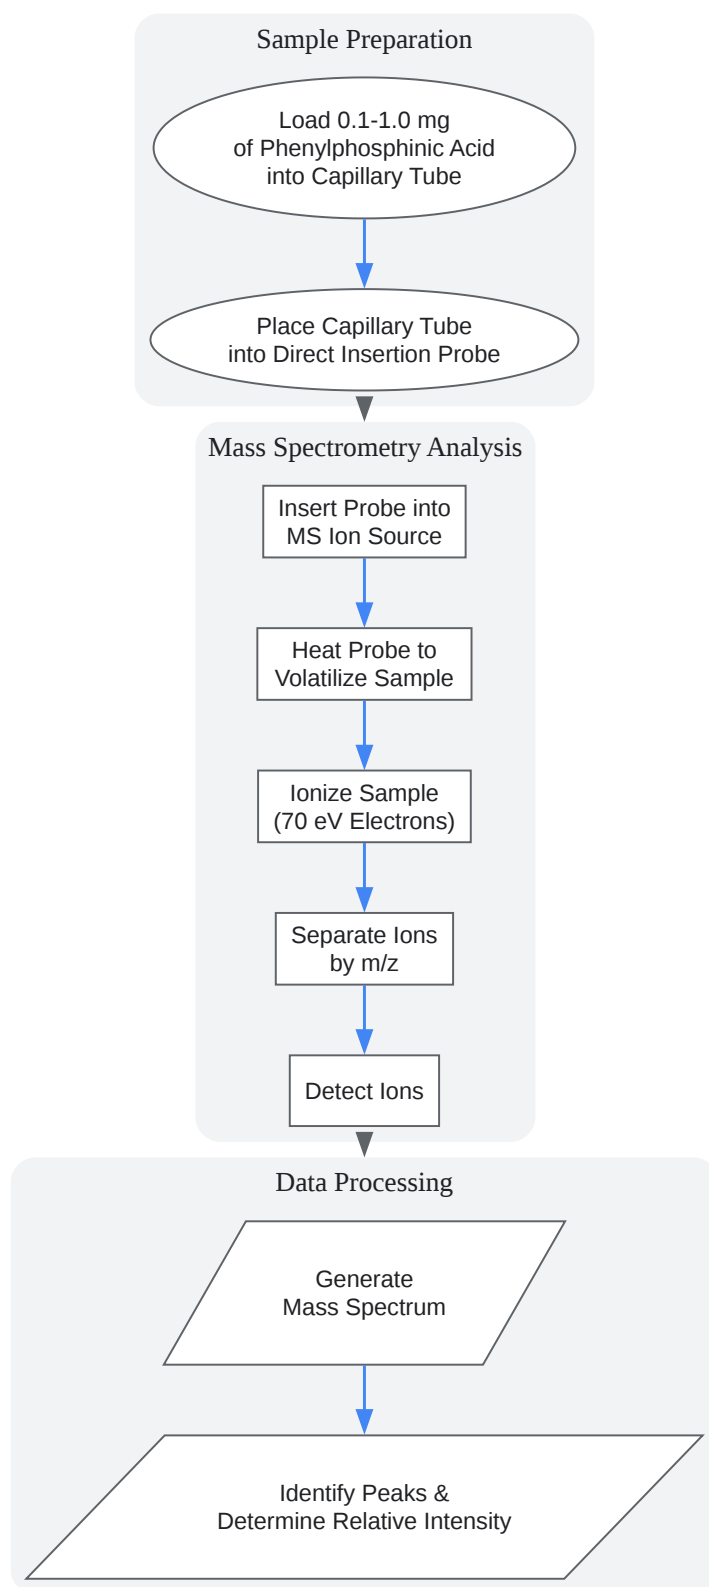 Sample Preparation
Load 0.1-1.0 mg
of Phenylphosphinic Acid
into Capillary Tube
Place Capillary Tube
into Direct Insertion Probe
Mass Spectrometry Analysis
Insert Probe into
MS Ion Source
Heat Probe to
Volatilize Sample
Ionize Sample
(70 eV Electrons)
Separate Ions
by m/z
Detect Ions
Data Processing
Generate
Mass Spectrum
Identify Peaks &
Determine Relative Intensity